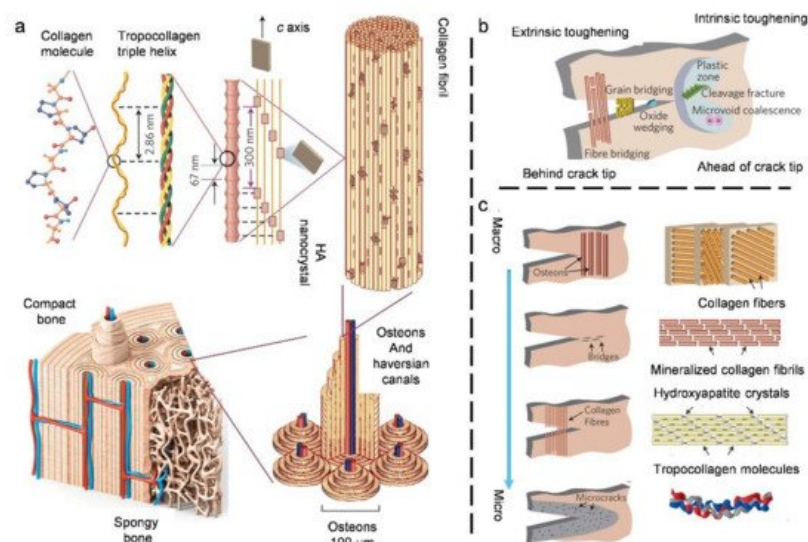 a
Collagen
molecule
Tropocollagen
triple helix
c axis
Collagen fibril
2.86 nm
67 nm
300 nm
HA
nanocrystal
Compact
bone
Spongy
bone
Osteons
And
haversian
canals
Osteons
100 µm
b
Extrinsic toughening
Intrinsic toughening
Plastic
zone
Grain bridging
Cleavage fracture
Microvoid coalescence
Oxide
wedging
Fibre bridging
Behind crack tip
Ahead of crack tip
c
Macro
Osteons
Collagen fibers
Bridges
Mineralized collagen fibrils
Hydroxyapatite crystals
Collagen
Fibres
Tropocollagen molecules
Microcracks
Micro